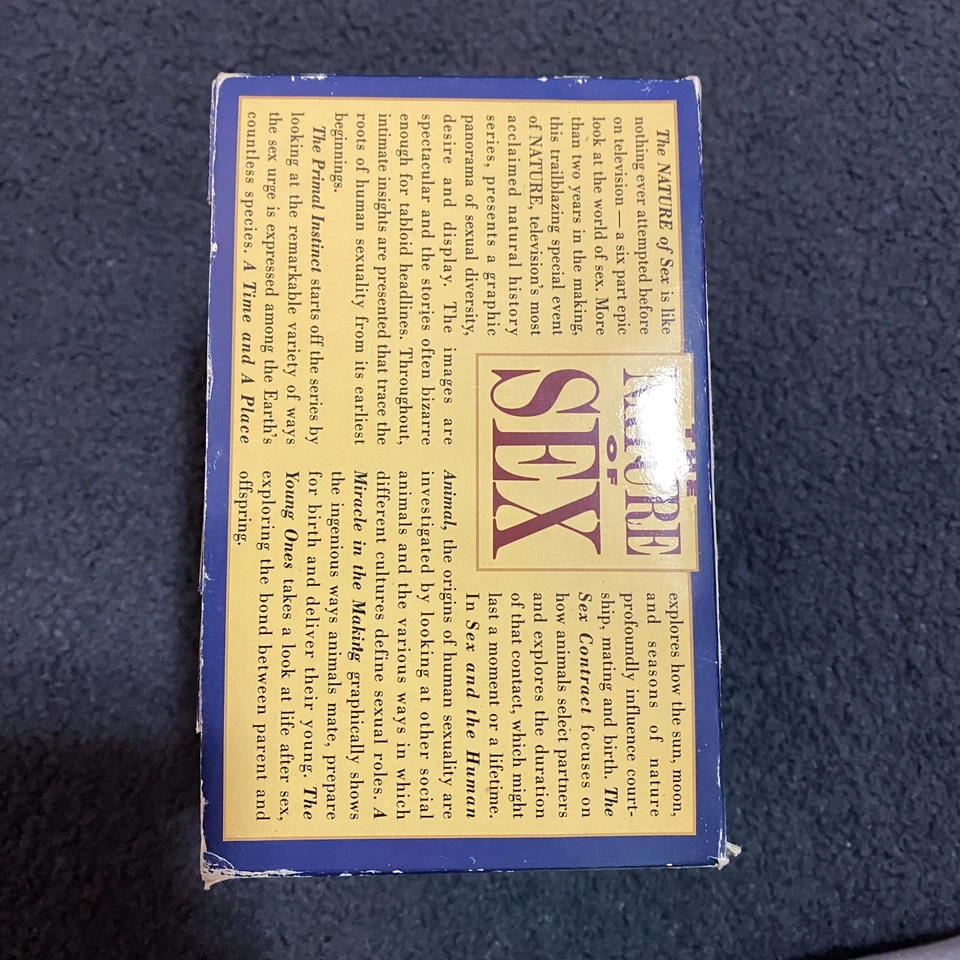 THE
NATURE
OF
SEX
The NATURE of Sex is like
nothing ever attempted before
on television — a six part epic
look at the world of sex. More
than two years in the making,
this trailblazing special event
of NATURE, television's most
acclaimed natural history
series, presents a graphic
panorama of sexual diversity,
desire and display. The images are
spectacular and the stories often bizarre
enough for tabloid headlines. Throughout,
intimate insights are presented that trace the
roots of human sexuality from its earliest
beginnings.
The Primal Instinct starts off the series by
looking at the remarkable variety of ways
the sex urge is expressed among the Earth's
countless species. A Time and A Place
explores how the sun, moon,
and seasons of nature
profoundly influence court-
ship, mating and birth. The
Sex Contract focuses on
how animals select partners
and explores the duration
of that contact, which might
last a moment or a lifetime.
In Sex and the Human
Animal, the origins of human sexuality are
investigated by looking at other social
animals and the various ways in which
different cultures define sexual roles. A
Miracle in the Making graphically shows
the ingenious ways animals mate, prepare
for birth and deliver their young. The
Young Ones takes a look at life after sex,
exploring the bond between parent and
offspring.